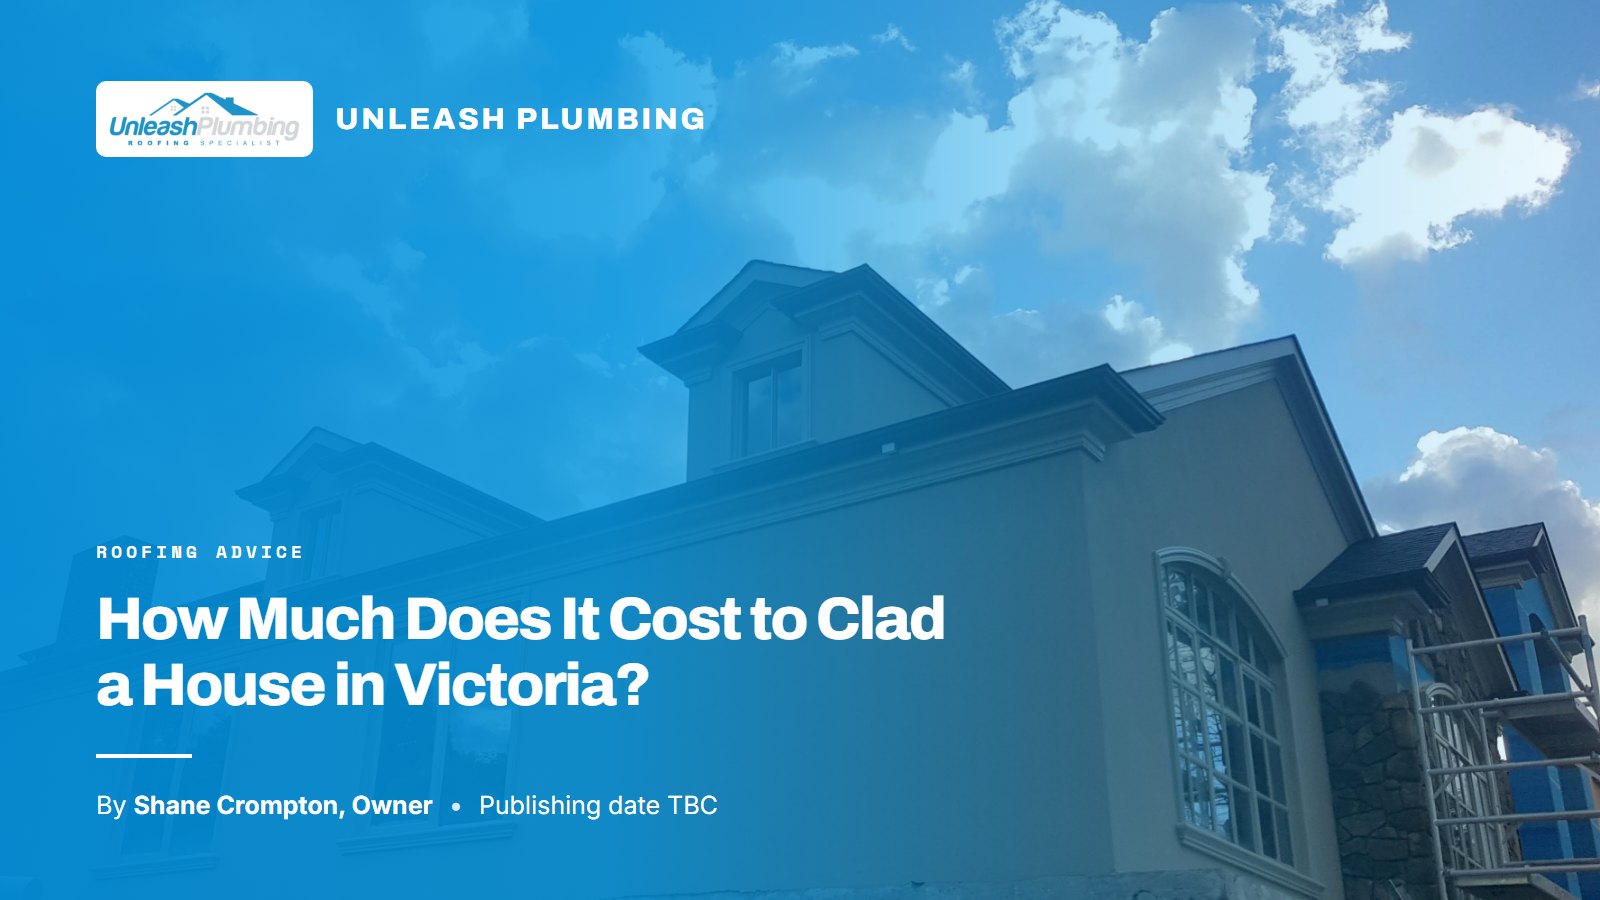 UnleashPlumbing
ROOFING SPECIALIST
UNLEASH PLUMBING
ROOFING ADVICE
How Much Does It Cost to Clad
a House in Victoria?
By Shane Crompton, Owner • Publishing date TBC